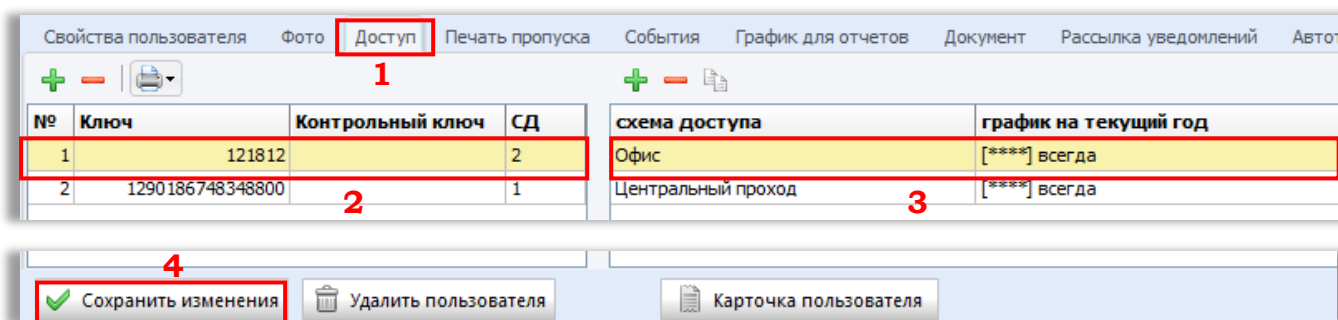 Свойства пользователя Фото Доступ Печать пропуска События График для отчетов Документ Рассылка уведомлений Автот
1
№ Ключ Контрольный ключ СД схема доступа график на текущий год
1 121812 2 Офис [****] всегда
2 1290186748348800 1 Центральный проход [****] всегда
2 3
4
Сохранить изменения Удалить пользователя Карточка пользователя